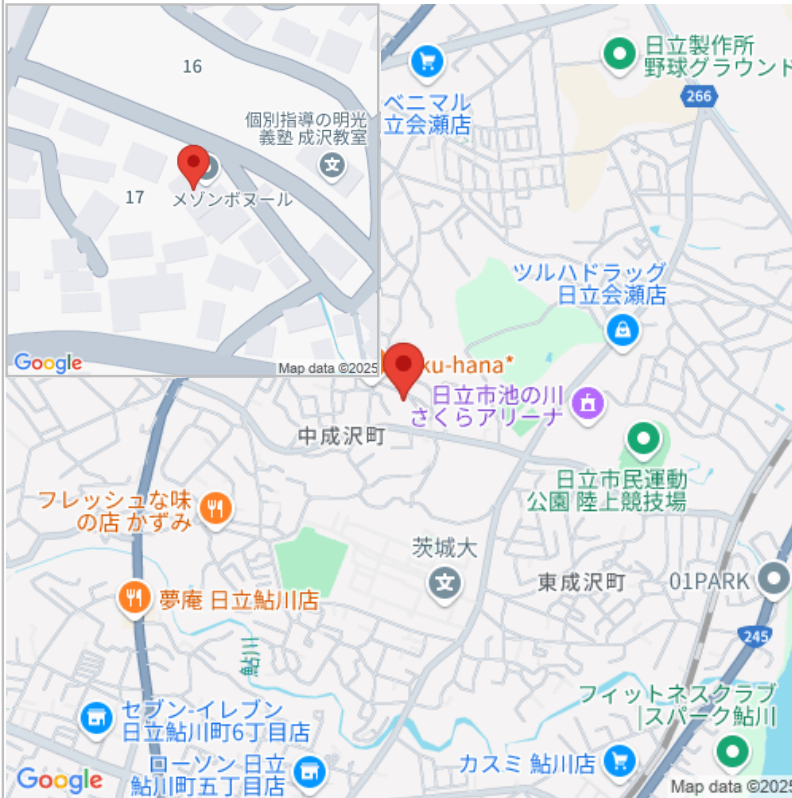 16
個別指導の明光
義塾 成沢教室
17
メゾンボヌール
Google
Map data ©2025
日立製作所
野球グラウンド
266
ベニマル
立会瀬店
ツルハドラッグ
日立会瀬店
ku-hana*
日立市池の川
さくらアリーナ
中成沢町
日立市民運動
公園 陸上競技場
フレッシュな味
の店 かずみ
茨城大
東成沢町
01PARK
夢庵 日立鮎川店
245
鮎川
フィットネスクラブ
|スパーク鮎川
セブン-イレブン
日立鮎川町6丁目店
ローソン 日立
鮎川町五丁目店
カスミ 鮎川店
Google
Map data ©2025